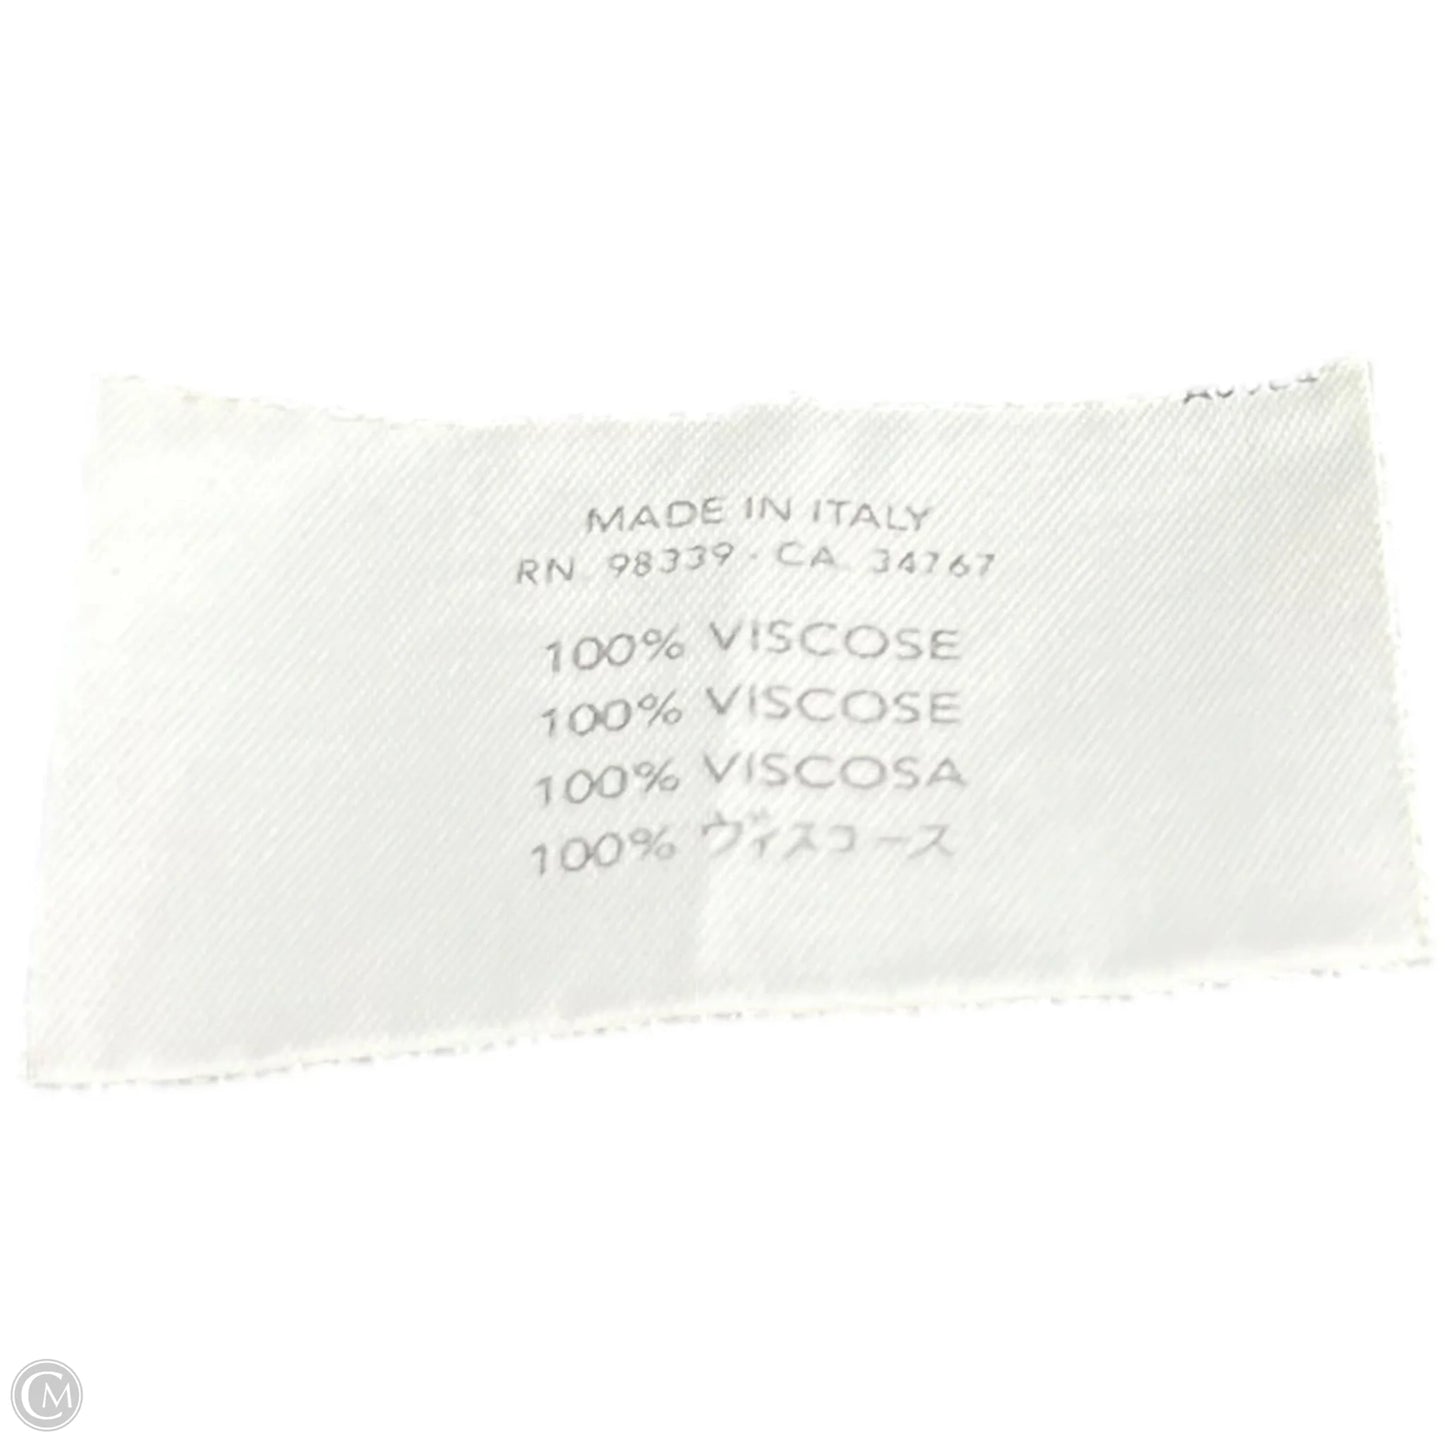 MADE IN ITALY
RN 98339 · CA 34767
100% VISCOSE
100% VISCOSE
100% VISCOSA
100% ヴィスコース
CM